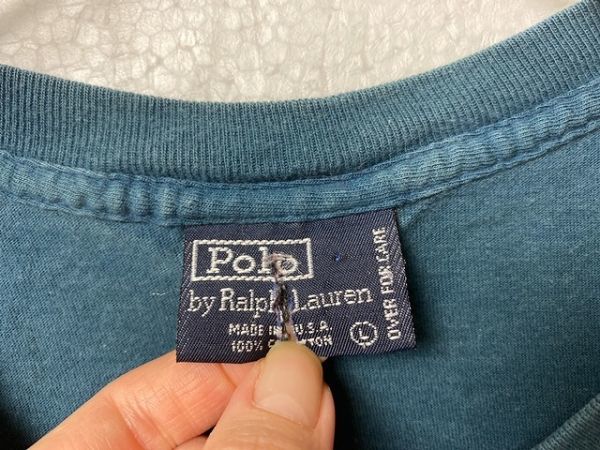 Polo
by Ralph Lauren
MADE IN U.S.A.
100% COTTON
L
OVER FOR CARE